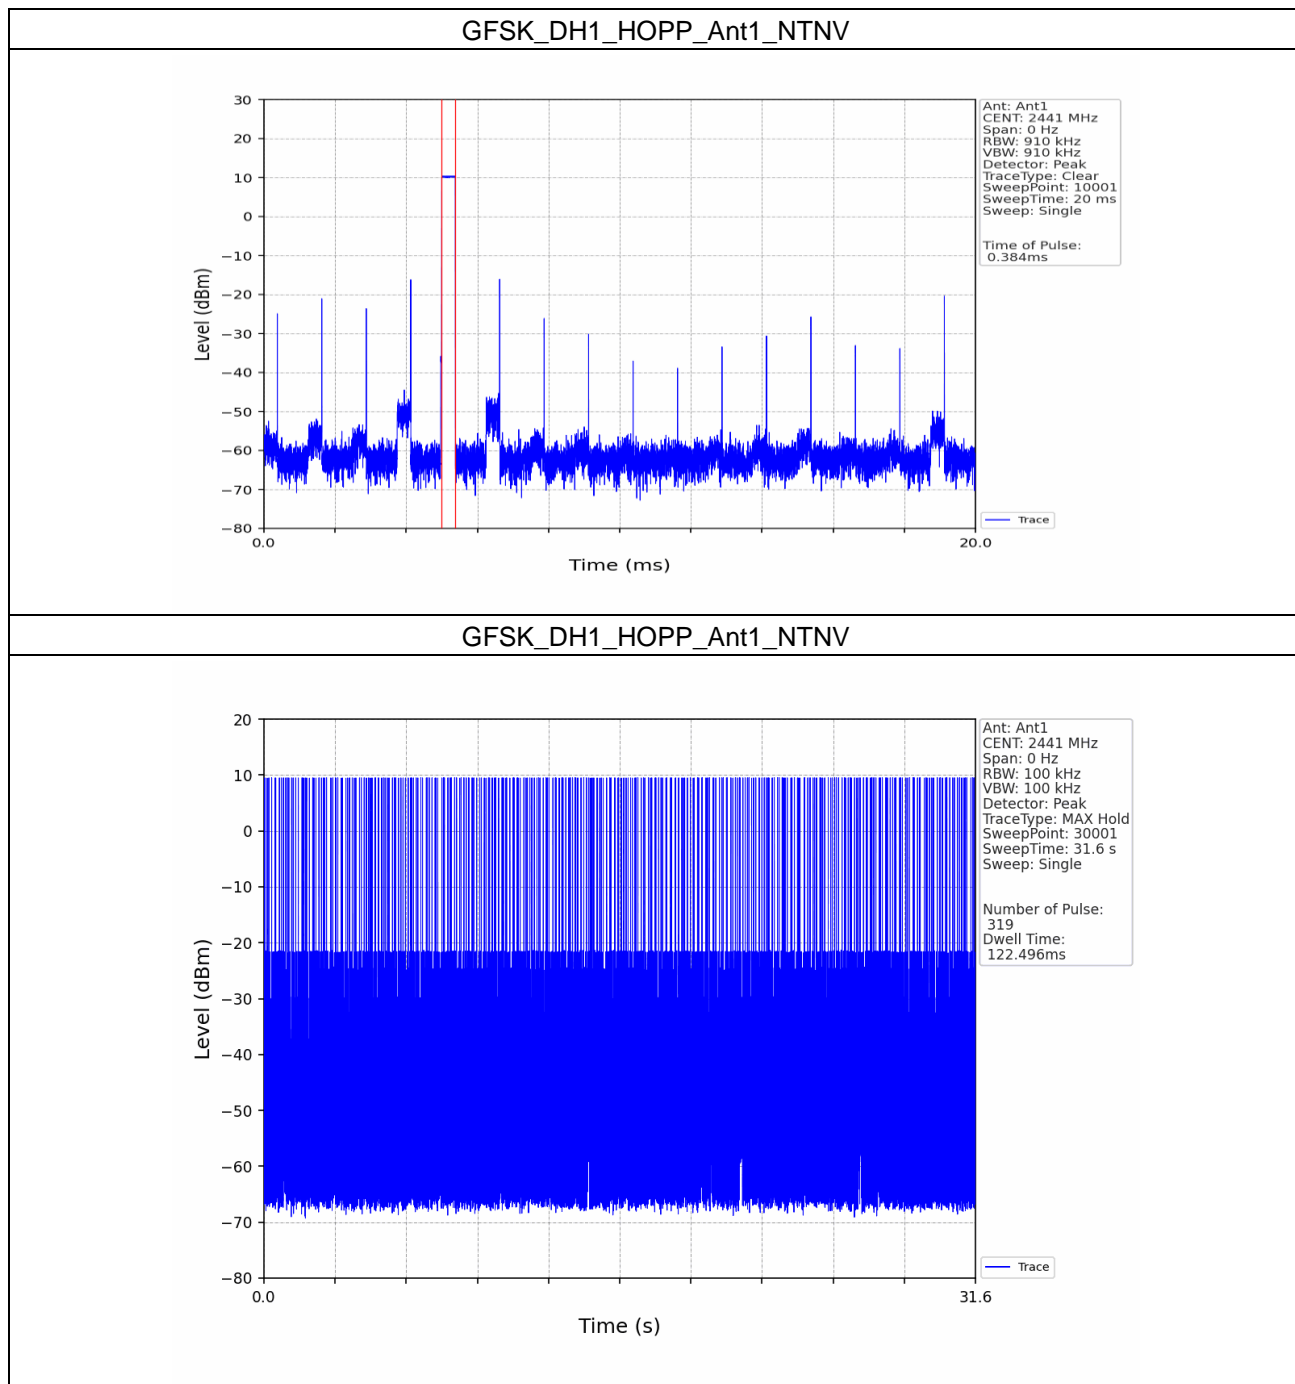 GFSK_DH1_HOPP_Ant1_NTNV
30
20
10
0
−10
−20
−30
−40
−50
−60
−70
−80
Level (dBm)
0.0
20.0
Time (ms)
Ant: Ant1
CENT: 2441 MHz
Span: 0 Hz
RBW: 910 kHz
VBW: 910 kHz
Detector: Peak
TraceType: Clear
SweepPoint: 10001
SweepTime: 20 ms
Sweep: Single
Time of Pulse:
0.384ms
Trace
GFSK_DH1_HOPP_Ant1_NTNV
20
10
0
−10
−20
−30
−40
−50
−60
−70
−80
Level (dBm)
0.0
31.6
Time (s)
Ant: Ant1
CENT: 2441 MHz
Span: 0 Hz
RBW: 100 kHz
VBW: 100 kHz
Detector: Peak
TraceType: MAX Hold
SweepPoint: 30001
SweepTime: 31.6 s
Sweep: Single
Number of Pulse:
319
Dwell Time:
122.496ms
Trace